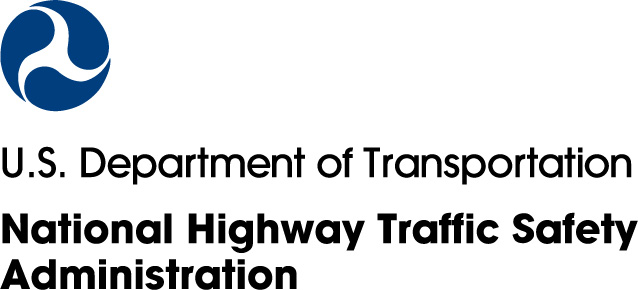 U.S. Department of Transportation
National Highway Traffic Safety
Administration